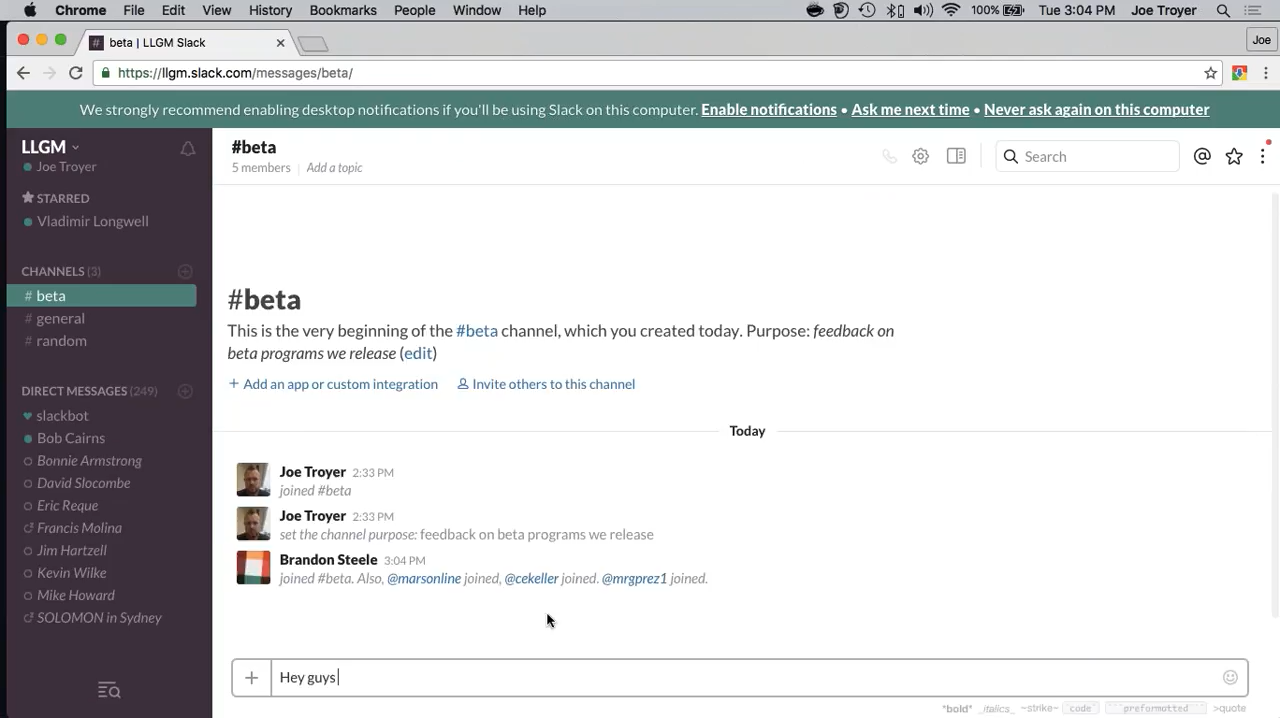 Chrome File Edit View History Bookmarks People Window Help 100% Tue 3:04 PM Joe Troyer
# beta | LLGM Slack Joe
https://llgm.slack.com/messages/beta/
We strongly recommend enabling desktop notifications if you'll be using Slack on this computer. Enable notifications • Ask me next time • Never ask again on this computer
LLGM
Joe Troyer
STARRED
Vladimir Longwell
CHANNELS (3)
# beta
# general
# random
DIRECT MESSAGES (249)
slackbot
Bob Cairns
Bonnie Armstrong
David Slocombe
Eric Reque
Francis Molina
Jim Hartzell
Kevin Wilke
Mike Howard
SOLOMON in Sydney
#beta
5 members | Add a topic
Search
#beta
This is the very beginning of the #beta channel, which you created today. Purpose: feedback on
beta programs we release (edit)
+ Add an app or custom integration Invite others to this channel
Today
Joe Troyer 2:33 PM
joined #beta
Joe Troyer 2:33 PM
set the channel purpose: feedback on beta programs we release
Brandon Steele 3:04 PM
joined #beta. Also, @marsonline joined, @cekeller joined. @mrgprez1 joined.
+ Hey guys
*bold* _italics_ ~strike~ `code` ```preformatted``` >quote